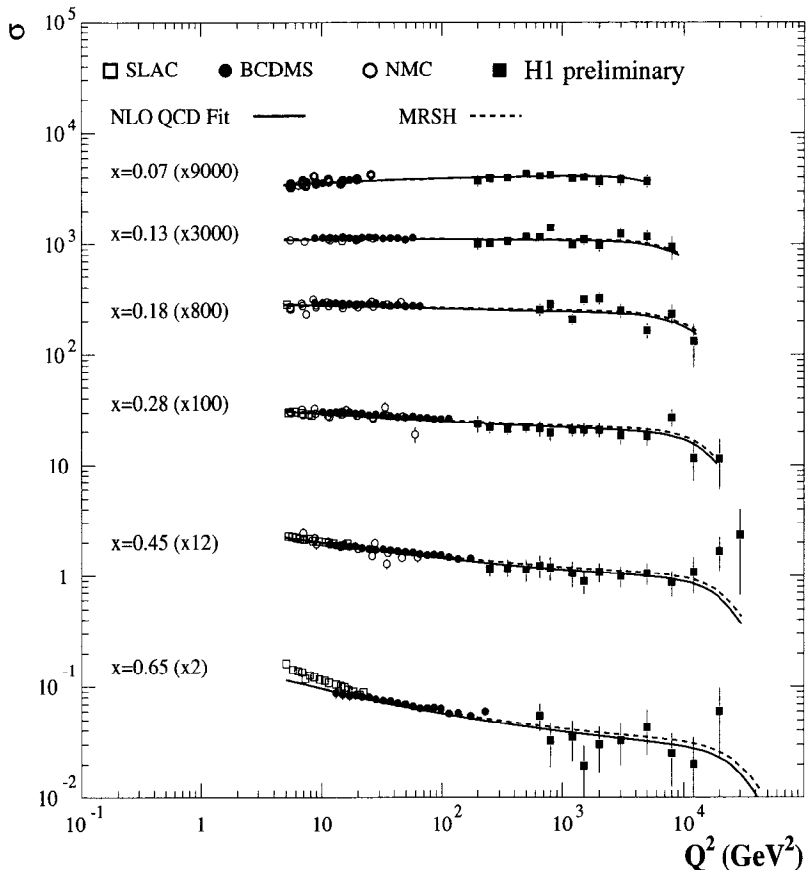 σ
10^5
□ SLAC ● BCDMS ○ NMC ■ H1 preliminary
10^4
NLO QCD Fit MRSH
x=0.07 (x9000)
10^3
x=0.13 (x3000)
x=0.18 (x800)
10^2
x=0.28 (x100)
10
x=0.45 (x12)
1
x=0.65 (x2)
10^-1
10^-2
10^-1 1 10 10^2 10^3 10^4
Q^2 (GeV^2)